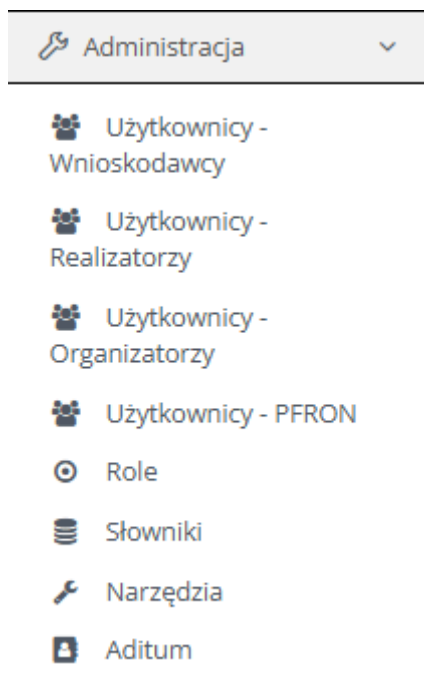 Administracja
Użytkownicy -
Wnioskodawcy
Użytkownicy -
Realizatorzy
Użytkownicy -
Organizatorzy
Użytkownicy - PFRON
Role
Słowniki
Narzędzia
Aditum